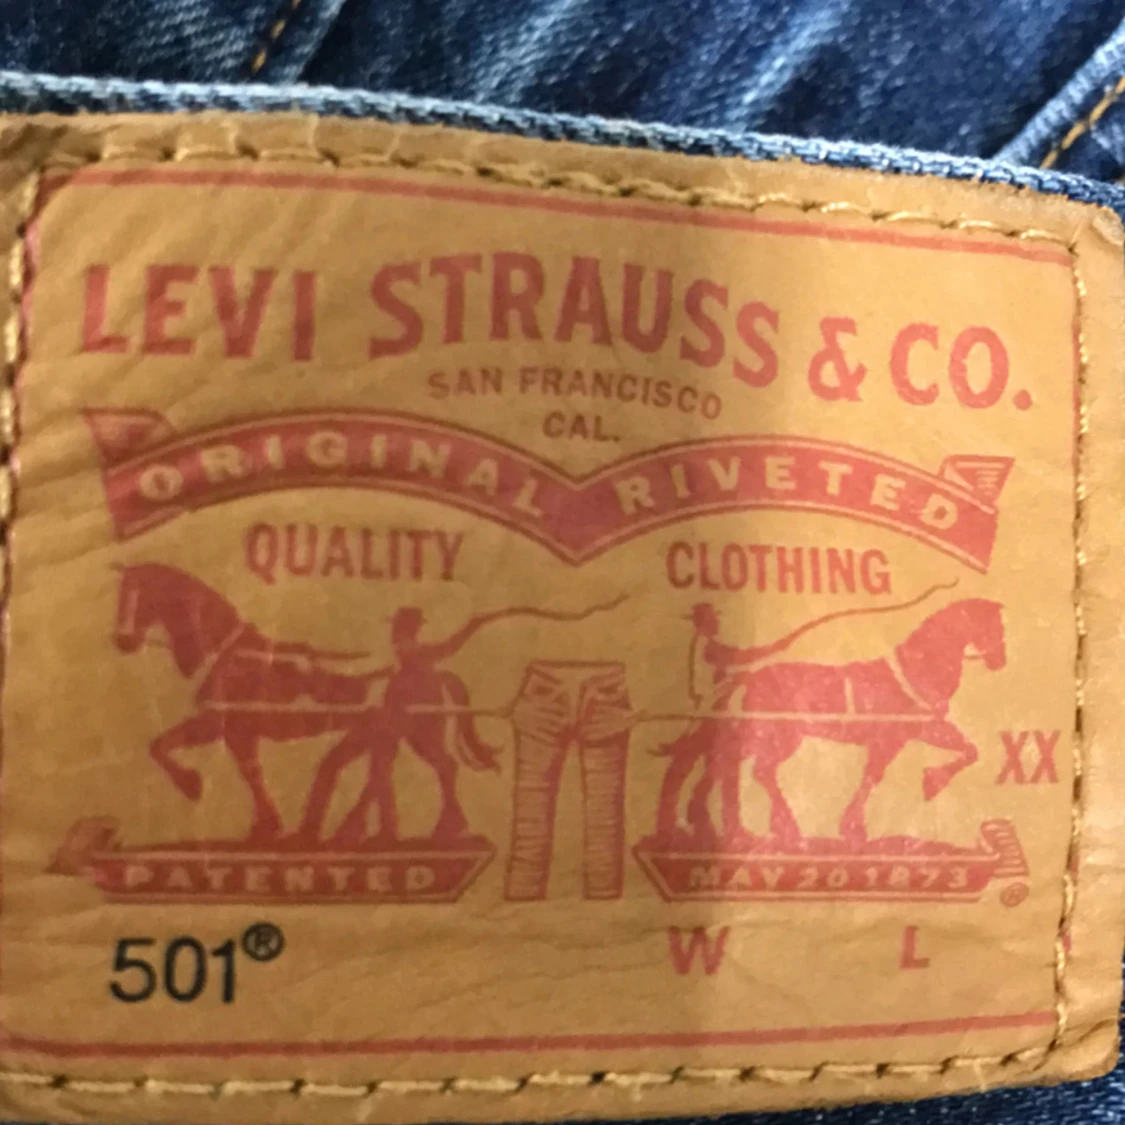 LEVI STRAUSS & CO.
SAN FRANCISCO
CAL.
ORIGINAL RIVETED
QUALITY CLOTHING
XX
PATENTED MAY 20 1873
®
501® W L